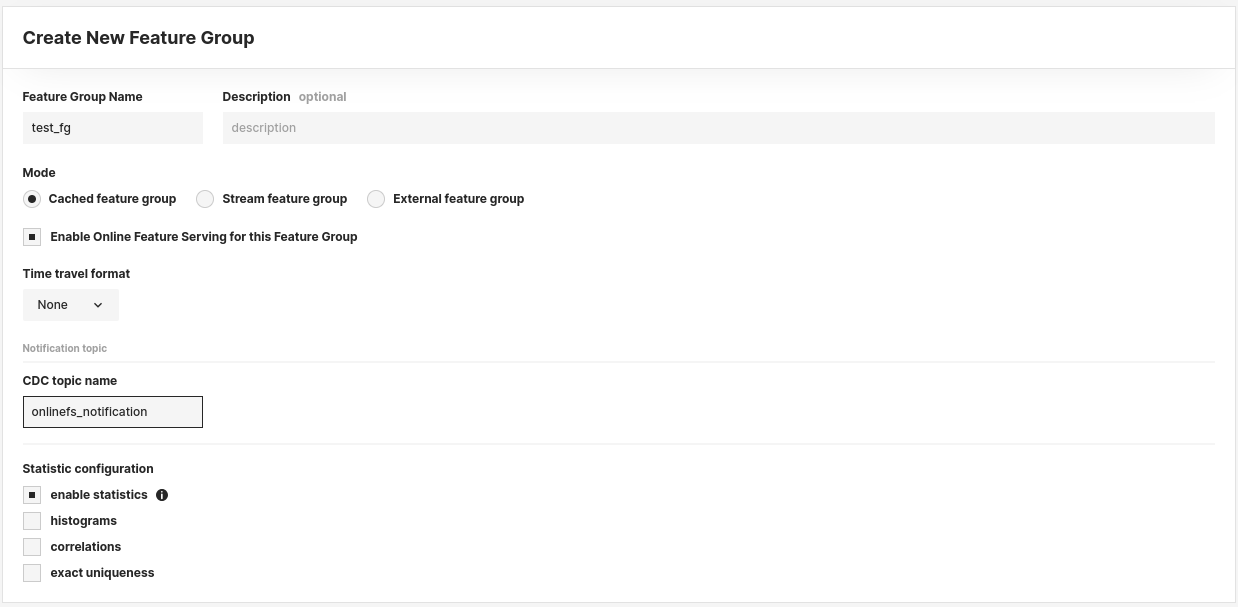 Create New Feature Group
Feature Group Name
Description optional
test_fg
description
Mode
Cached feature group
Stream feature group
External feature group
Enable Online Feature Serving for this Feature Group
Time travel format
None
Notification topic
CDC topic name
onlinefs_notification
Statistic configuration
enable statistics
histograms
correlations
exact uniqueness